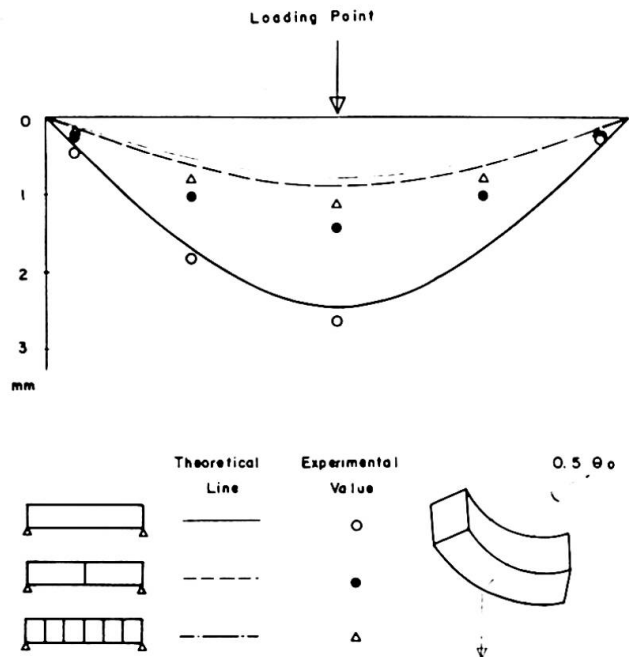 Loading Point
0
1
2
3
mm
Theoretical Line
Experimental Value
0.5 θo